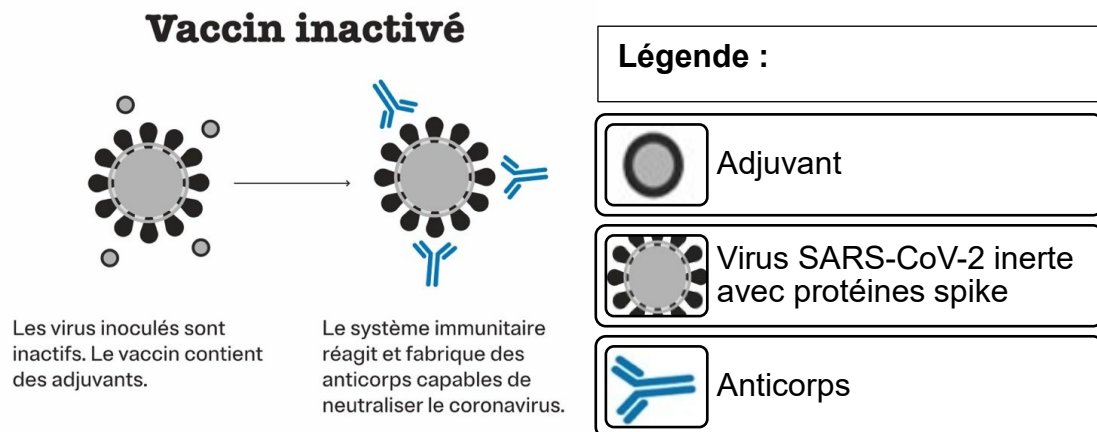 Vaccin inactivé
Les virus inoculés sont
inactifs. Le vaccin contient
des adjuvants.
Le système immunitaire
réagit et fabrique des
anticorps capables de
neutraliser le coronavirus.
Légende :
Adjuvant
Virus SARS-CoV-2 inerte
avec protéines spike
Anticorps